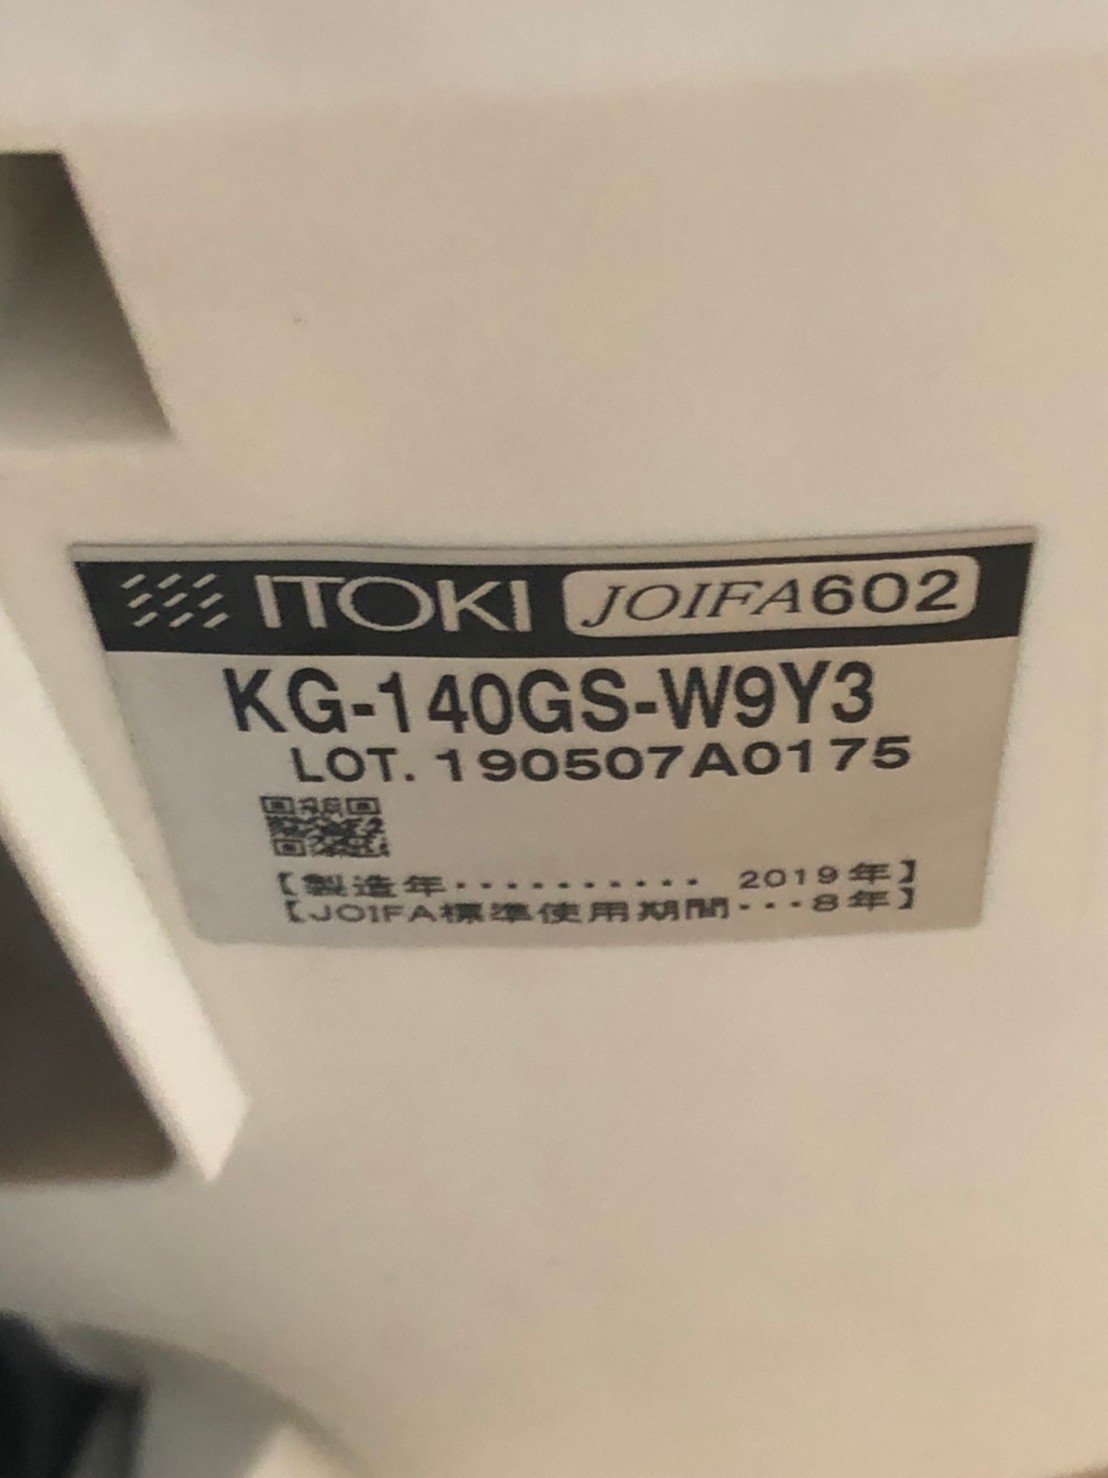 ITOKI JOIFA602
KG-140GS-W9Y3
LOT. 190507A0175
【製造年・・・・・・・・・・ 2019年】
【JOIFA標準使用期間・・・8年】